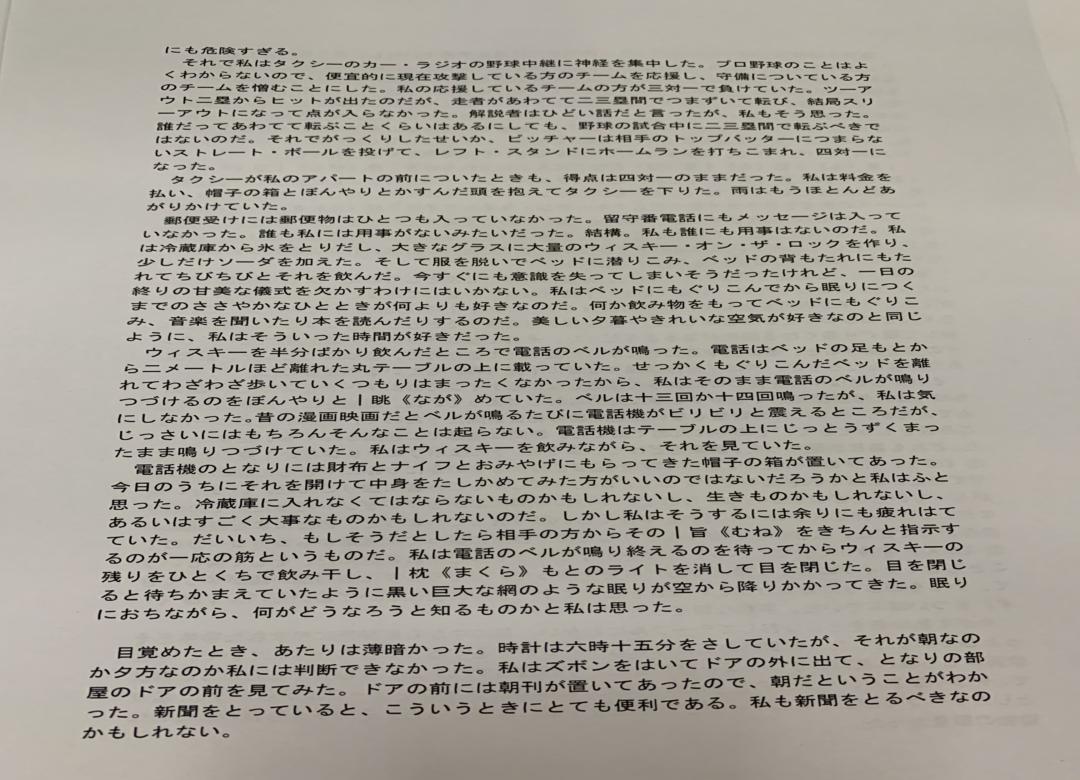 にも危険すぎる。
　それで私はタクシーのカー・ラジオの野球中継に神経を集中した。プロ野球のことはよ
くわからないので、便宜的に現在攻撃している方のチームを応援し、守備についている方
のチームを憎むことにした。私の応援しているチームの方が三対一で負けていた。ツーア
ウト二塁からヒットが出たのだが、走者があわてて二三塁間でつまずいて転び、結局スリ
ーアウトになって点が入らなかった。解説者はひどい話だと言ったが、私もそう思った。
誰だってあわてて転ぶことくらいはあるにしても、野球の試合中に二三塁間で転ぶべきで
はないのだ。それでがっくりしたせいか、ピッチャーは相手のトップバッターにつまらな
いストレート・ボールを投げて、レフト・スタンドにホームランを打ちこまれ、四対一に
なった。
　タクシーが私のアパートの前についたときも、得点は四対一のままだった。私は料金を
払い、帽子の箱とぼんやりとかすんだ頭を抱えてタクシーを下りた。雨はもうほとんどあ
がりかけていた。
　郵便受けには郵便物はひとつも入っていなかった。留守番電話にもメッセージは入って
いなかった。誰も私には用事がないみたいだった。結構。私も誰にも用事はないのだ。私
は冷蔵庫から氷をとりだし、大きなグラスに大量のウィスキー・オン・ザ・ロックを作り、
少しだけソーダを加えた。そして服を脱いでベッドに潜りこみ、ベッドの背もたれにもた
れてちびちびとそれを飲んだ。今すぐにも意識を失ってしまいそうだったけれど、一日の
終りの甘美な儀式を欠かすわけにはいかない。私はベッドにもぐりこんでから眠りにつく
までのささやかなひとときが何よりも好きなのだ。何か飲み物をもってベッドにもぐりこ
み、音楽を聞いたり本を読んだりするのだ。美しい夕暮やきれいな空気が好きなのと同じ
ように、私はそういった時間が好きだった。
　ウィスキーを半分ばかり飲んだところで電話のベルが鳴った。電話はベッドの足もとか
ら二メートルほど離れた丸テーブルの上に載っていた。せっかくもぐりこんだベッドを離
れてわざわざ歩いていくつもりはまったくなかったから、私はそのまま電話のベルが鳴り
つづけるのをぼんやりと｜眺《なが》めていた。ベルは十三回か十四回鳴ったが、私は気
にしなかった。昔の漫画映画だとベルが鳴るたびに電話機がビリビリと震えるところだが、
じっさいにはもちろんそんなことは起らない。電話機はテーブルの上にじっとうずくまっ
たまま鳴りつづけていた。私はウィスキーを飲みながら、それを見ていた。
　電話機のとなりには財布とナイフとおみやげにもらってきた帽子の箱が置いてあった。
今日のうちにそれを開けて中身をたしかめてみた方がいいのではないだろうかと私はふと
思った。冷蔵庫に入れなくてはならないものかもしれないし、生きものかもしれないし、
あるいはすごく大事なものかもしれないのだ。しかし私はそうするには余りにも疲れはて
ていた。だいいち、もしそうだとしたら相手の方からその｜旨《むね》をきちんと指示す
るのが一応の筋というものだ。私は電話のベルが鳴り終えるのを待ってからウィスキーの
残りをひとくちで飲み干し、｜枕《まくら》もとのライトを消して目を閉じた。目を閉じ
ると待ちかまえていたように黒い巨大な網のような眠りが空から降りかかってきた。眠り
におちながら、何がどうなろうと知るものかと私は思った。

　目覚めたとき、あたりは薄暗かった。時計は六時十五分をさしていたが、それが朝なの
か夕方なのか私には判断できなかった。私はズボンをはいてドアの外に出て、となりの部
屋のドアの前を見てみた。ドアの前には朝刊が置いてあったので、朝だということがわか
った。新聞をとっていると、こういうときにとても便利である。私も新聞をとるべきなの
かもしれない。